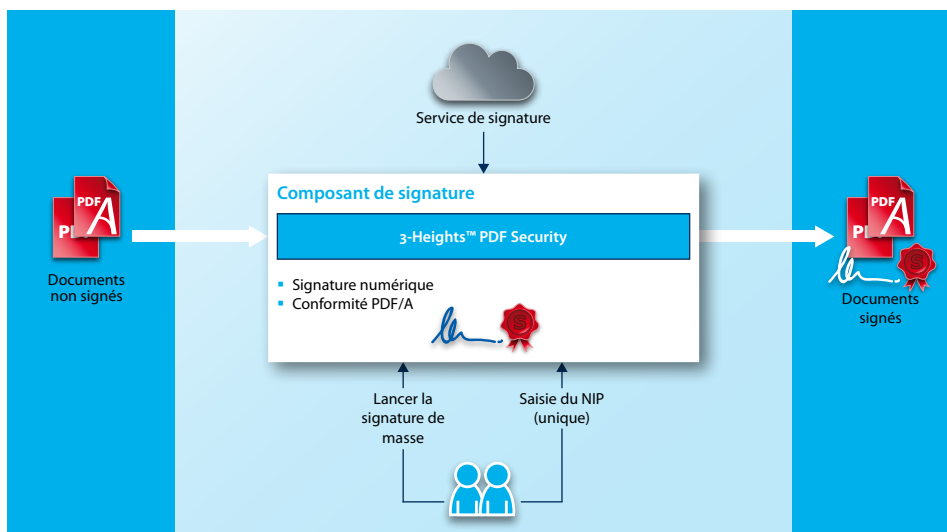 Service de signature
Composant de signature
3-Heights™ PDF Security
PDF
PDF
Documents
non signés
Signature numérique
Conformité PDF/A
S
PDF
S
Documents
signés
Lancer la
signature de
masse
Saisie du NIP
(unique)